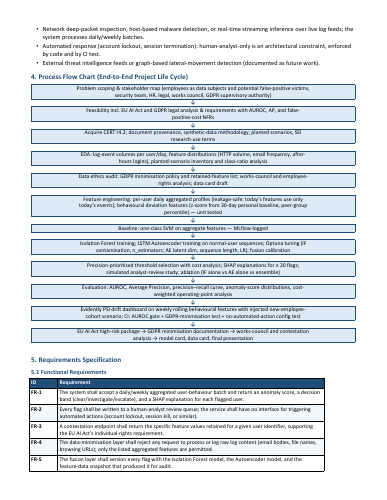 • Network deep-packet inspection, host-based malware detection, or real-time streaming inference over live log feeds; the
system processes daily/weekly batches.
• Automated response (account lockout, session termination): human-analyst-only is an architectural constraint, enforced
by code and by CI test.
• External threat intelligence feeds or graph-based lateral-movement detection (documented as future work).
4. Process Flow Chart (End-to-End Project Life Cycle)
Problem scoping & stakeholder map (employees as data subjects and potential false-positive victims,
security team, HR, legal, works council, GDPR supervisory authority)
↓
Feasibility incl. EU AI Act and GDPR legal analysis & requirements with AUROC, AP, and false-
positive-cost NFRs
↓
Acquire CERT r4.2; document provenance, synthetic-data methodology, planted scenarios, SEI
research-use terms
↓
EDA: log-event volumes per user/day, feature distributions (HTTP volume, email frequency, after-
hours logins), planted-scenario inventory and class-ratio analysis
↓
Data ethics audit: GDPR minimisation policy and retained-feature list; works-council and employee-
rights analysis; data card draft
↓
Feature engineering: per-user daily aggregated profiles (leakage-safe: today's features use only
today's events); behavioural deviation features (z-score from 30-day personal baseline, peer-group
percentile) — unit tested
↓
Baseline: one-class SVM on aggregate features — MLflow-logged
↓
Isolation Forest training; LSTM Autoencoder training on normal-user sequences; Optuna tuning (IF
contamination, n_estimators; AE latent dim, sequence length, LR); fusion calibration
↓
Precision-prioritised threshold selection with cost analysis; SHAP explanations for ≥ 20 flags;
simulated analyst-review study; ablation (IF alone vs AE alone vs ensemble)
↓
Evaluation: AUROC, Average Precision, precision–recall curve, anomaly-score distributions, cost-
weighted operating-point analysis
↓
Evidently PSI drift dashboard on weekly rolling behavioural features with injected new-employee-
cohort scenario; CI: AUROC gate + GDPR-minimisation test + no-automated-action config test
↓
EU AI Act high-risk package → GDPR minimisation documentation → works-council and contestation
analysis → model card, data card, final presentation
5. Requirements Specification
5.1 Functional Requirements
ID Requirement
FR-1 The system shall accept a daily/weekly aggregated user-behaviour batch and return an anomaly score, a decision
band (clear/investigate/escalate), and a SHAP explanation for each flagged user.
FR-2 Every flag shall be written to a human-analyst review queue; the service shall have no interface for triggering
automated actions (account lockout, session kill, or similar).
FR-3 A contestation endpoint shall return the specific feature values retained for a given user identifier, supporting
the EU AI Act's individual-rights requirement.
FR-4 The data-minimisation layer shall reject any request to process or log raw log content (email bodies, file names,
browsing URLs); only the listed aggregated features are permitted.
FR-5 The fusion layer shall version every flag with the Isolation Forest model, the Autoencoder model, and the
feature-data snapshot that produced it for audit.